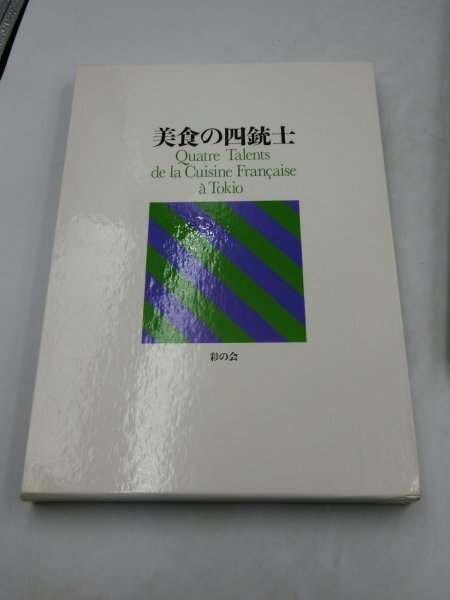 美食の四銃士
Quatre Talents
de la Cuisine Française
à Tokio
彩の会